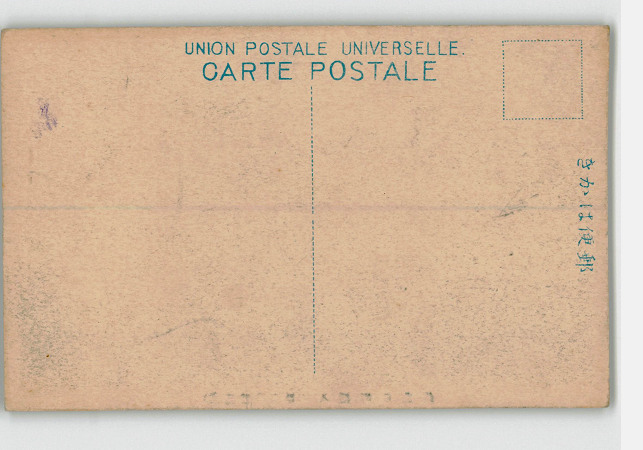 UNION POSTALE UNIVERSELLE.
CARTE POSTALE
きかは便郵